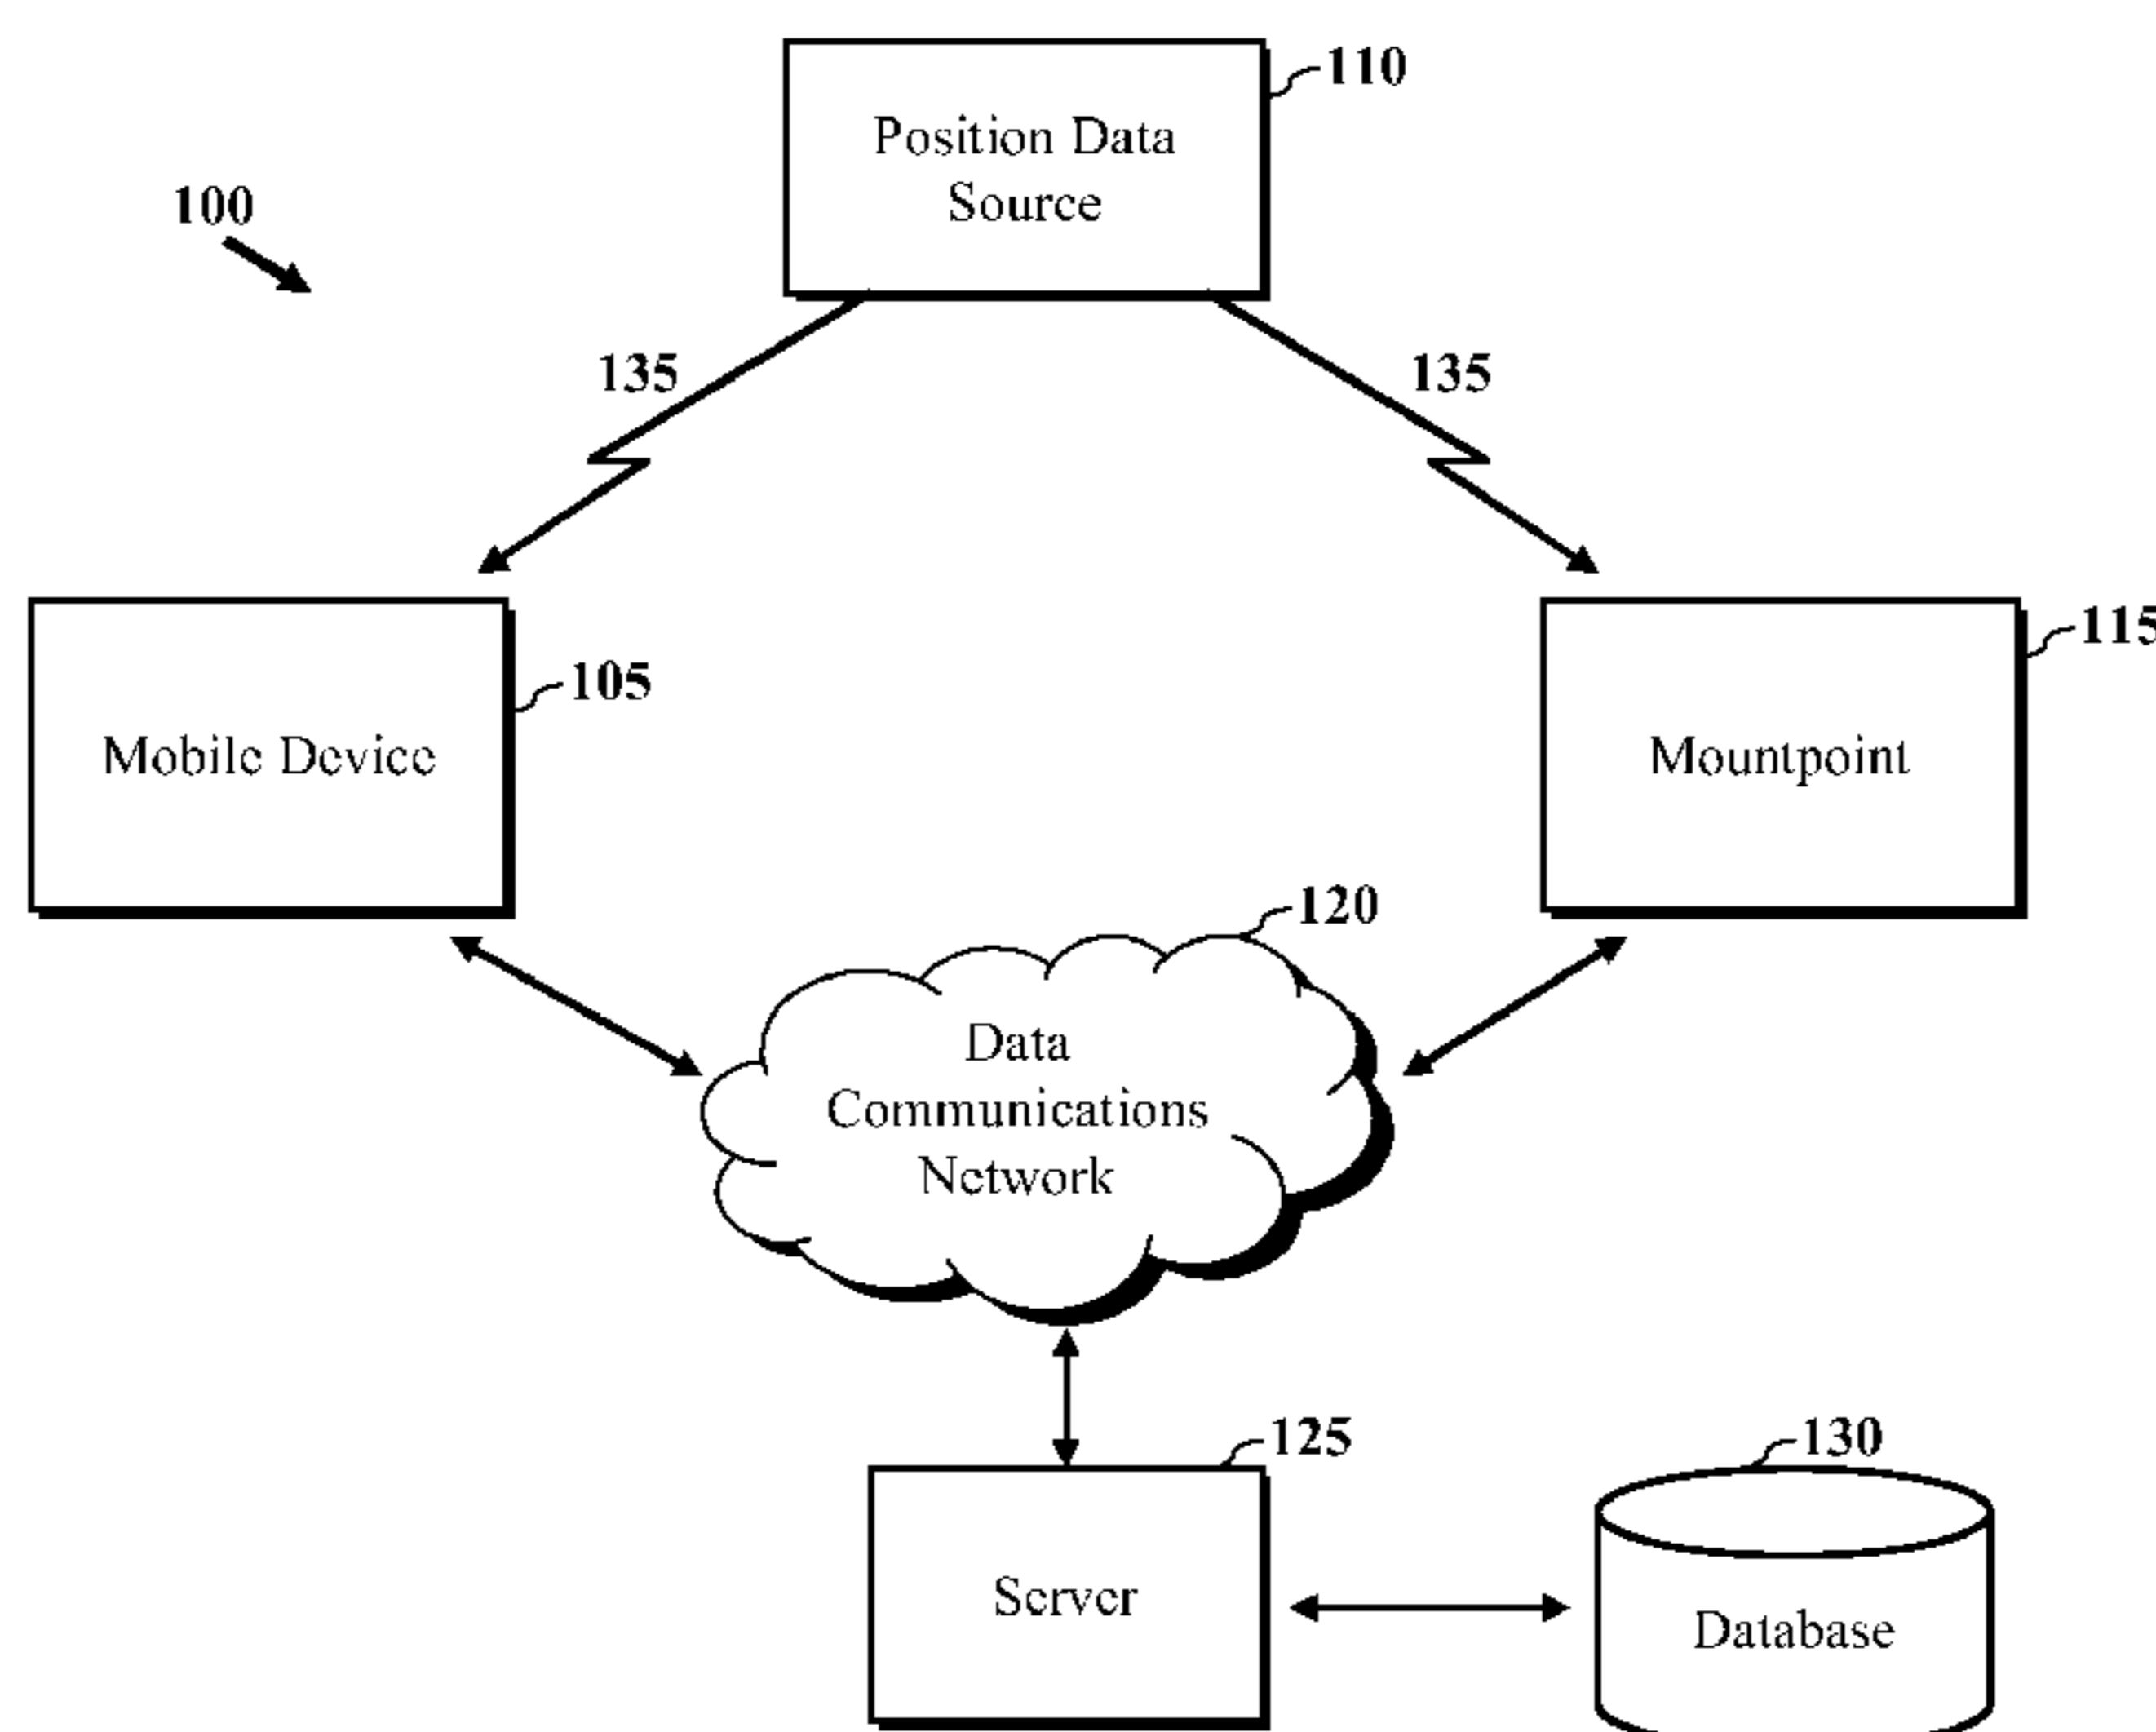 110
Position Data
Source
100
135
135
115
105
Mobile Device
Mountpoint
120
Data
Communications
Network
125
130
Server
Database